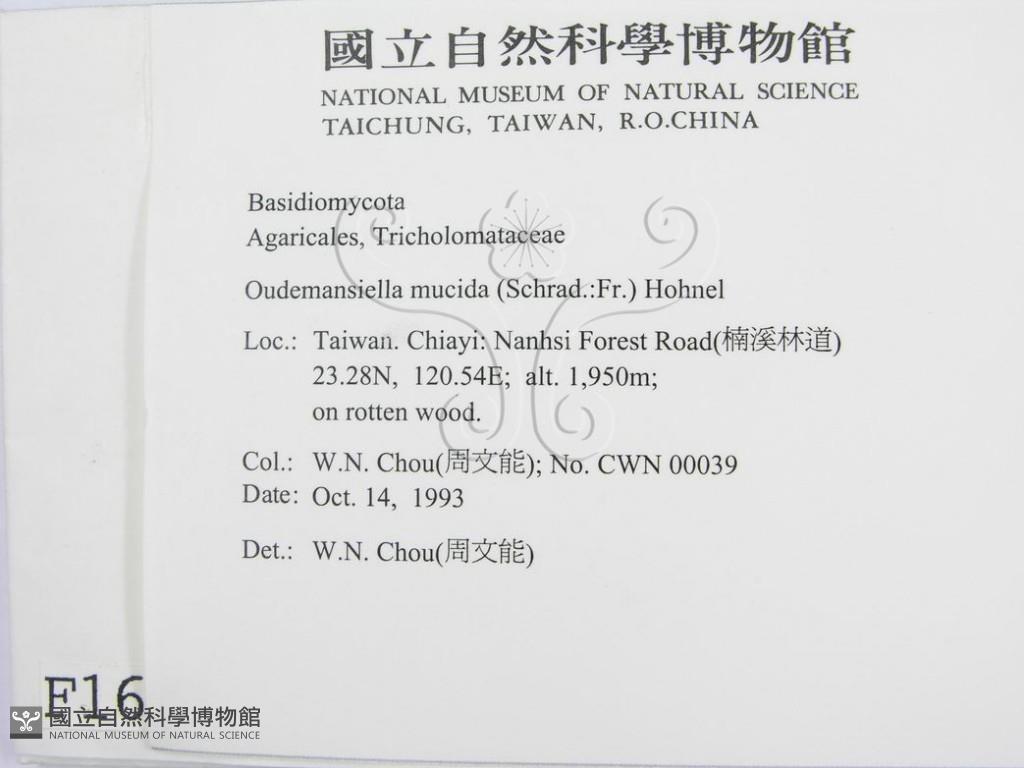 國立自然科學博物館
NATIONAL MUSEUM OF NATURAL SCIENCE
TAICHUNG, TAIWAN, R.O.CHINA
Basidiomycota
Agaricales, Tricholomataceae
Oudemansiella mucida (Schrad.:Fr.) Hohnel
Loc.: Taiwan. Chiayi: Nanhsi Forest Road(楠溪林道)
23.28N, 120.54E; alt. 1,950m;
on rotten wood.
Col.: W.N. Chou(周文能); No. CWN 00039
Date: Oct. 14, 1993
Det.: W.N. Chou(周文能)
F16
國立自然科學博物館
NATIONAL MUSEUM OF NATURAL SCIENCE